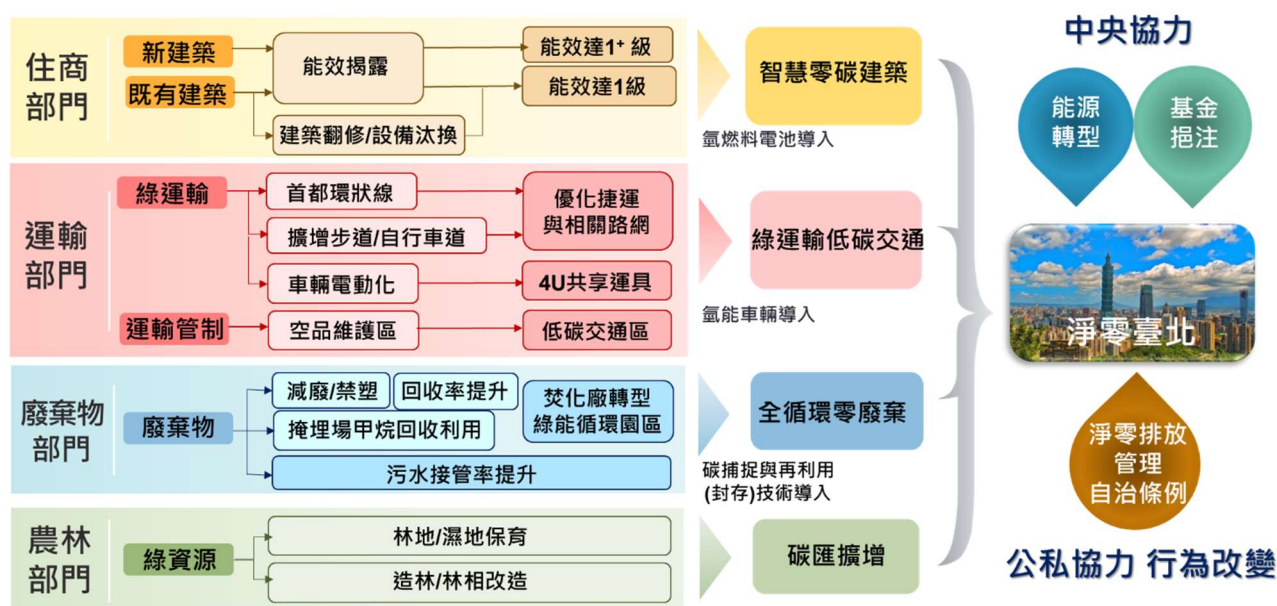 住商
部門
新建築
既有建築
能效揭露
建築翻修/設備汰換
能效達1⁺ 級
能效達1級
智慧零碳建築
氫燃料電池導入
運輸
部門
綠運輸
運輸管制
首都環狀線
擴增步道/自行車道
車輛電動化
空品維護區
優化捷運
與相關路網
4U共享運具
低碳交通區
綠運輸低碳交通
氫能車輛導入
廢棄物
部門
廢棄物
減廢/禁塑
回收率提升
掩埋場甲烷回收利用
焚化廠轉型
綠能循環園區
污水接管率提升
全循環零廢棄
碳捕捉與再利用
(封存)技術導入
農林
部門
綠資源
林地/濕地保育
造林/林相改造
碳匯擴增
中央協力
能源
轉型
基金
挹注
淨零臺北
淨零排放
管理
自治條例
公私協力 行為改變